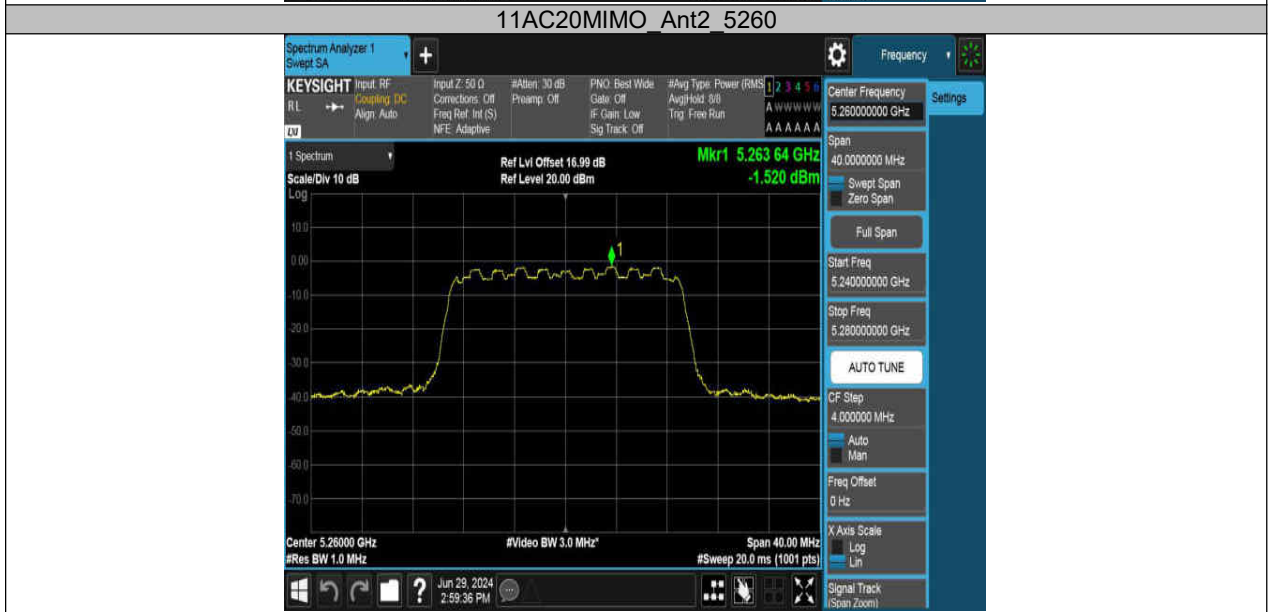 11AC20MIMO_Ant2_5260
Spectrum Analyzer 1
Swept SA
+
Frequency
KEYSIGHT
RL
LXI
Input: RF
Coupling: DC
Align: Auto
Input Z: 50 Ω
Corrections: Off
Freq Ref: Int (S)
NFE: Adaptive
#Atten: 30 dB
Preamp: Off
PNO: Best Wide
Gate: Off
IF Gain: Low
Sig Track: Off
#Avg Type: Power (RMS
Avg|Hold: 8/8
Trig: Free Run
1 2 3 4 5 6
A W W W W W
A A A A A A
1 Spectrum
Scale/Div 10 dB
Log
Ref Lvl Offset 16.99 dB
Ref Level 20.00 dBm
Mkr1 5.263 64 GHz
-1.520 dBm
10.0
0.00
-10.0
-20.0
-30.0
-40.0
-50.0
-60.0
-70.0
1
Center 5.26000 GHz
#Res BW 1.0 MHz
#Video BW 3.0 MHz*
Span 40.00 MHz
#Sweep 20.0 ms (1001 pts)
?
Jun 29, 2024
2:59:36 PM
Center Frequency
5.260000000 GHz
Settings
Span
40.0000000 MHz
Swept Span
Zero Span
Full Span
Start Freq
5.240000000 GHz
Stop Freq
5.280000000 GHz
AUTO TUNE
CF Step
4.000000 MHz
Auto
Man
Freq Offset
0 Hz
X Axis Scale
Log
Lin
Signal Track
(Span Zoom)